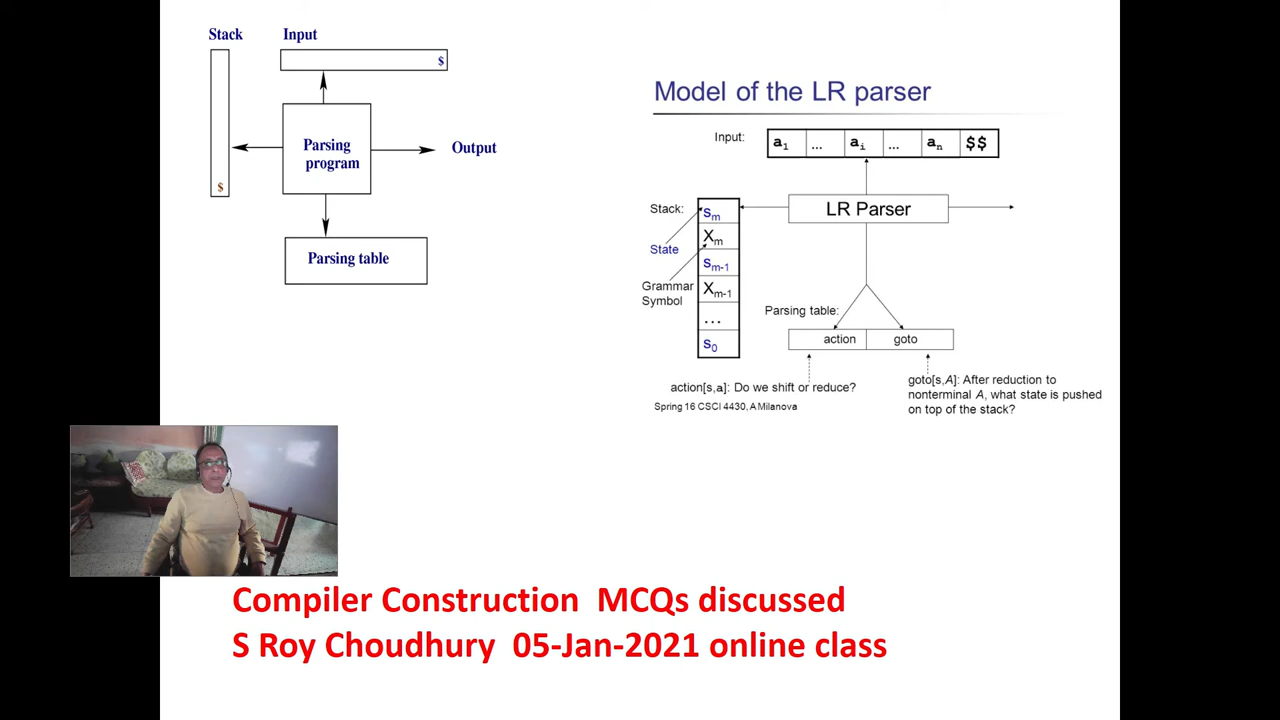 Stack Input
$
Parsing
program
Output
$
Parsing table
Model of the LR parser
Input: a1 ... ai ... an $$
LR Parser
Stack: sm
State
Xm
sm-1
Grammar
Symbol
Xm-1
...
s0
Parsing table:
action goto
action[s,a]: Do we shift or reduce?
goto[s,A]: After reduction to
nonterminal A, what state is pushed
on top of the stack?
Spring 16 CSCI 4430, A Milanova
Compiler Construction MCQs discussed
S Roy Choudhury 05-Jan-2021 online class